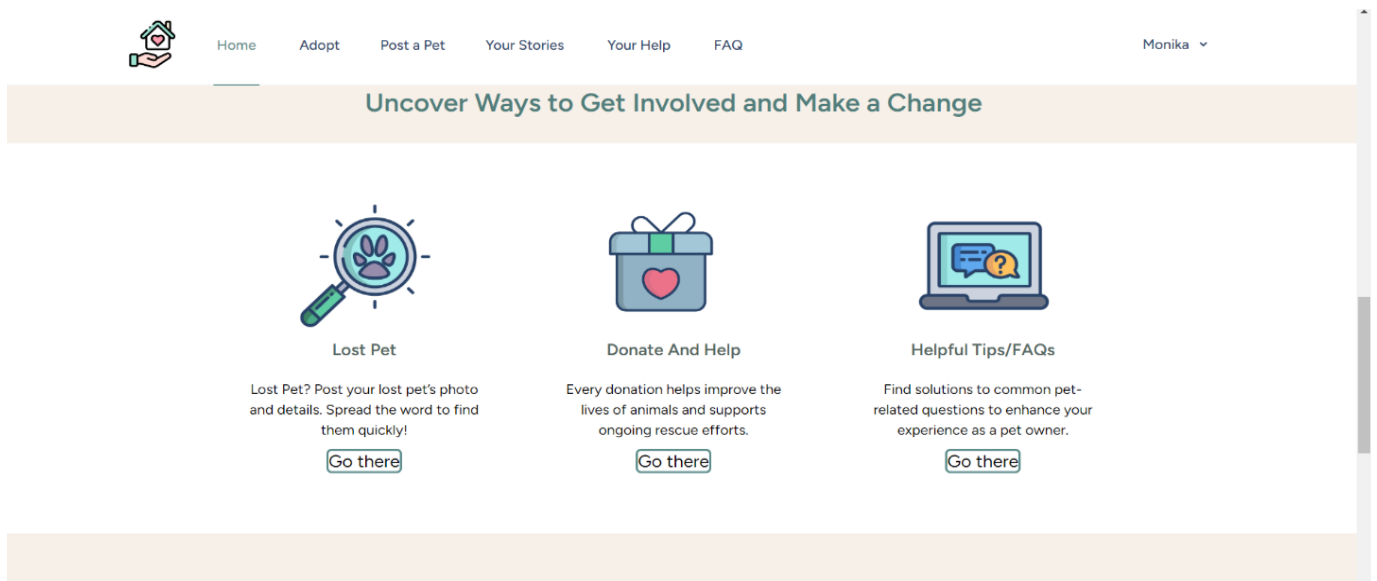 Home Adopt Post a Pet Your Stories Your Help FAQ Monika
Uncover Ways to Get Involved and Make a Change
Lost Pet
Lost Pet? Post your lost pet's photo
and details. Spread the word to find
them quickly!
Go there
Donate And Help
Every donation helps improve the
lives of animals and supports
ongoing rescue efforts.
Go there
Helpful Tips/FAQs
Find solutions to common pet-
related questions to enhance your
experience as a pet owner.
Go there